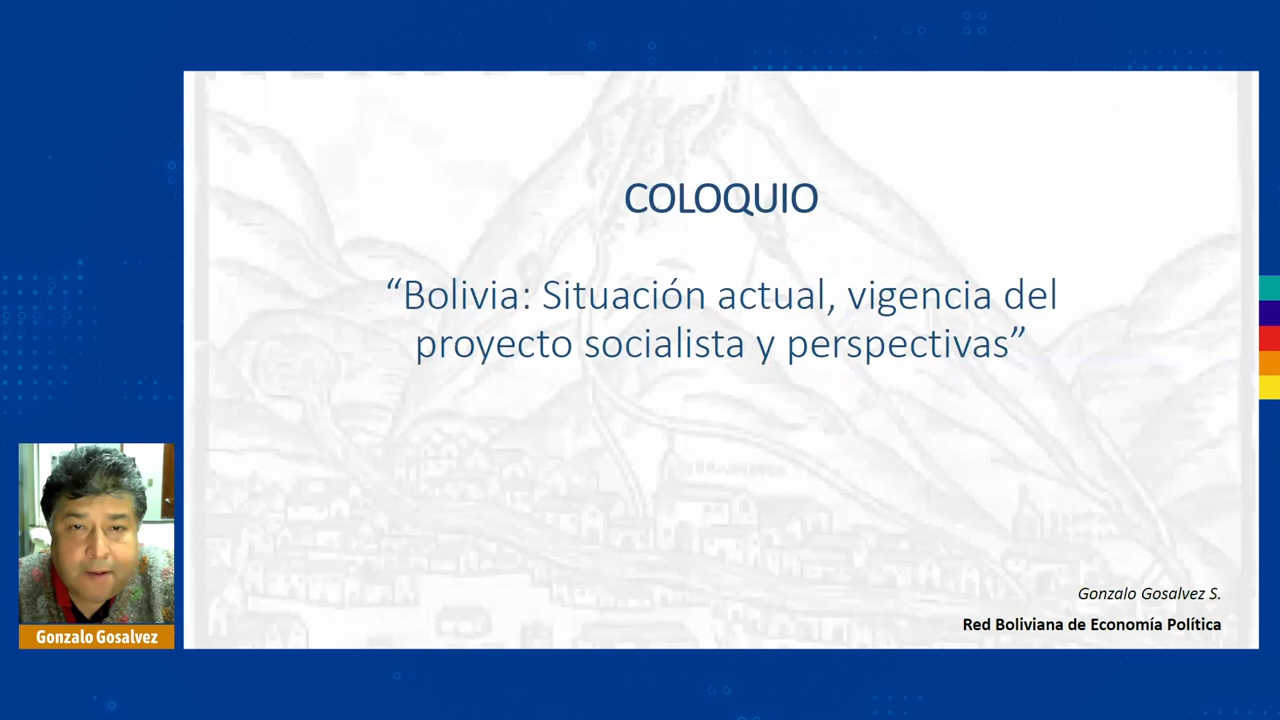 COLOQUIO
“Bolivia: Situación actual, vigencia del
proyecto socialista y perspectivas”
Gonzalo Gosalvez S.
Red Boliviana de Economía Política
Gonzalo Gosalvez